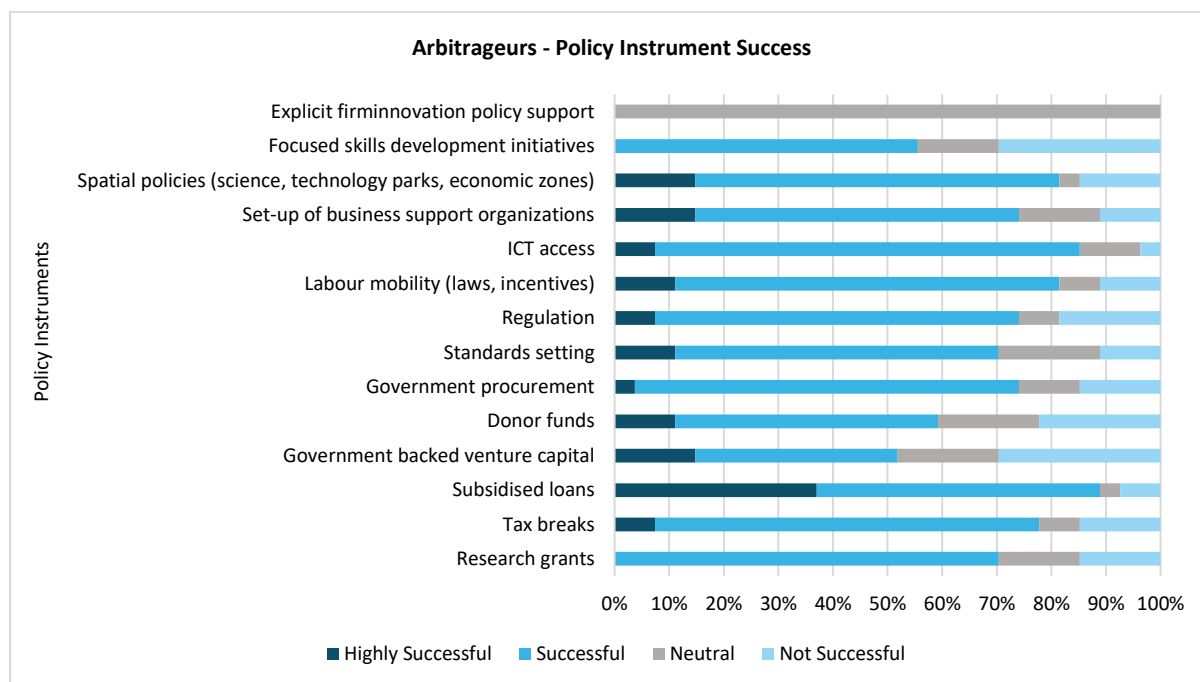 Arbitrageurs - Policy Instrument Success
Policy Instruments
Explicit firminnovation policy support
Focused skills development initiatives
Spatial policies (science, technology parks, economic zones)
Set-up of business support organizations
ICT access
Labour mobility (laws, incentives)
Regulation
Standards setting
Government procurement
Donor funds
Government backed venture capital
Subsidised loans
Tax breaks
Research grants
0% 10% 20% 30% 40% 50% 60% 70% 80% 90% 100%
Highly Successful Successful Neutral Not Successful